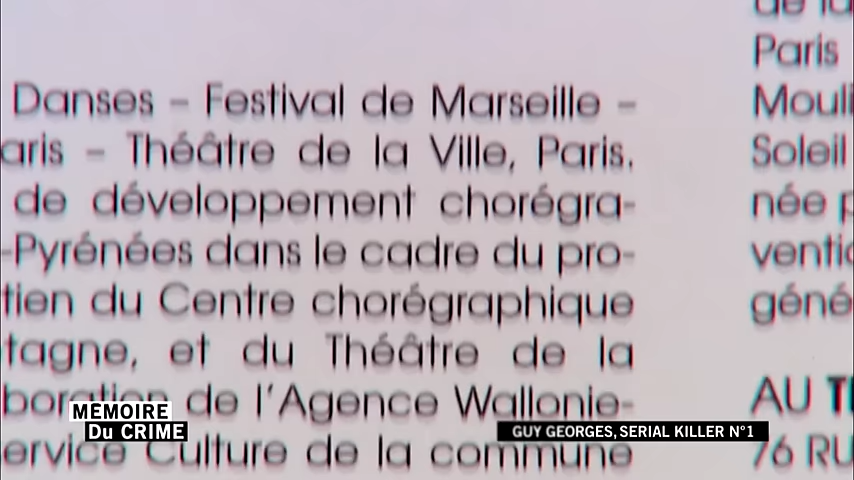 Danses – Festival de Marseille –
aris – Théâtre de la Ville, Paris.
de développement chorégra-
-Pyrénées dans le cadre du pro-
tien du Centre chorégraphique
tagne, et du Théâtre de la
boration de l'Agence Wallonie-
ervice Culture de la commune
de la
Paris
Mouli
Soleil
née p
ventio
géné
AU T
76 RU
MEMOIRE
Du CRIME
GUY GEORGES, SERIAL KILLER N°1